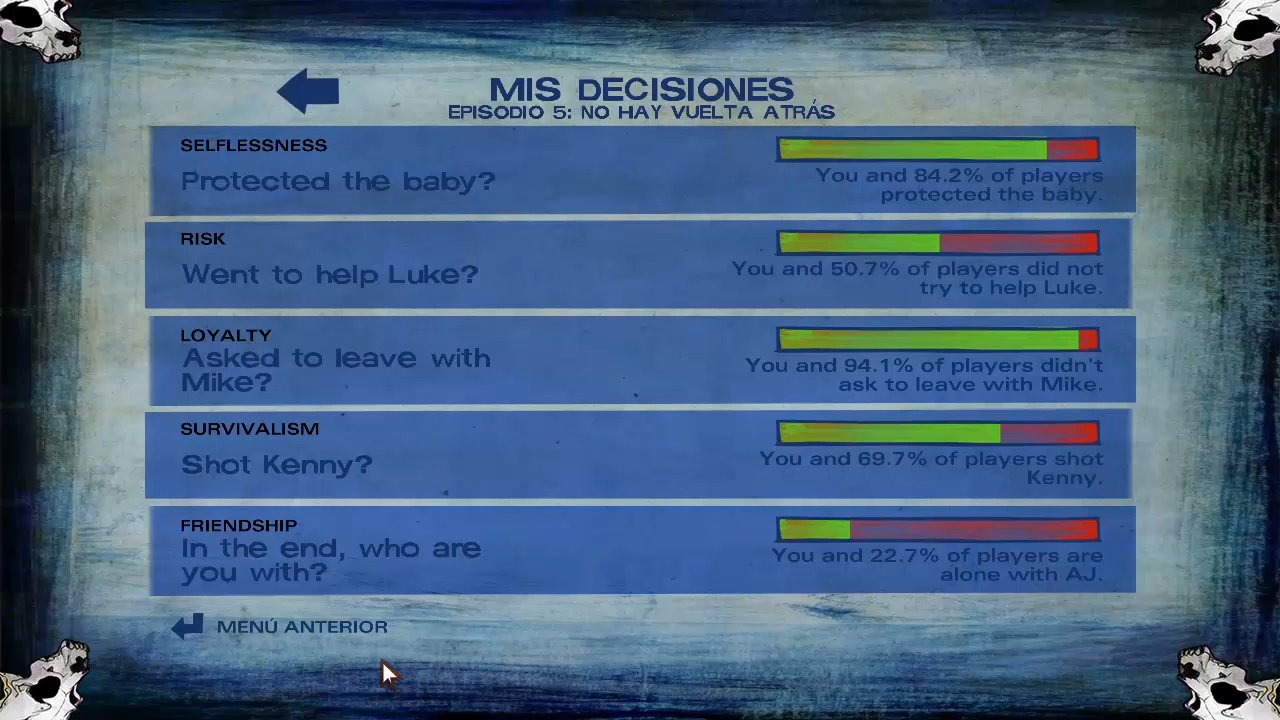 MIS DECISIONES
EPISODIO 5: NO HAY VUELTA ATRÁS
SELFLESSNESS
Protected the baby?
You and 84.2% of players
protected the baby.
RISK
Went to help Luke?
You and 50.7% of players did not
try to help Luke.
LOYALTY
Asked to leave with
Mike?
You and 94.1% of players didn't
ask to leave with Mike.
SURVIVALISM
Shot Kenny?
You and 69.7% of players shot
Kenny.
FRIENDSHIP
In the end, who are
you with?
You and 22.7% of players are
alone with AJ.
MENÚ ANTERIOR